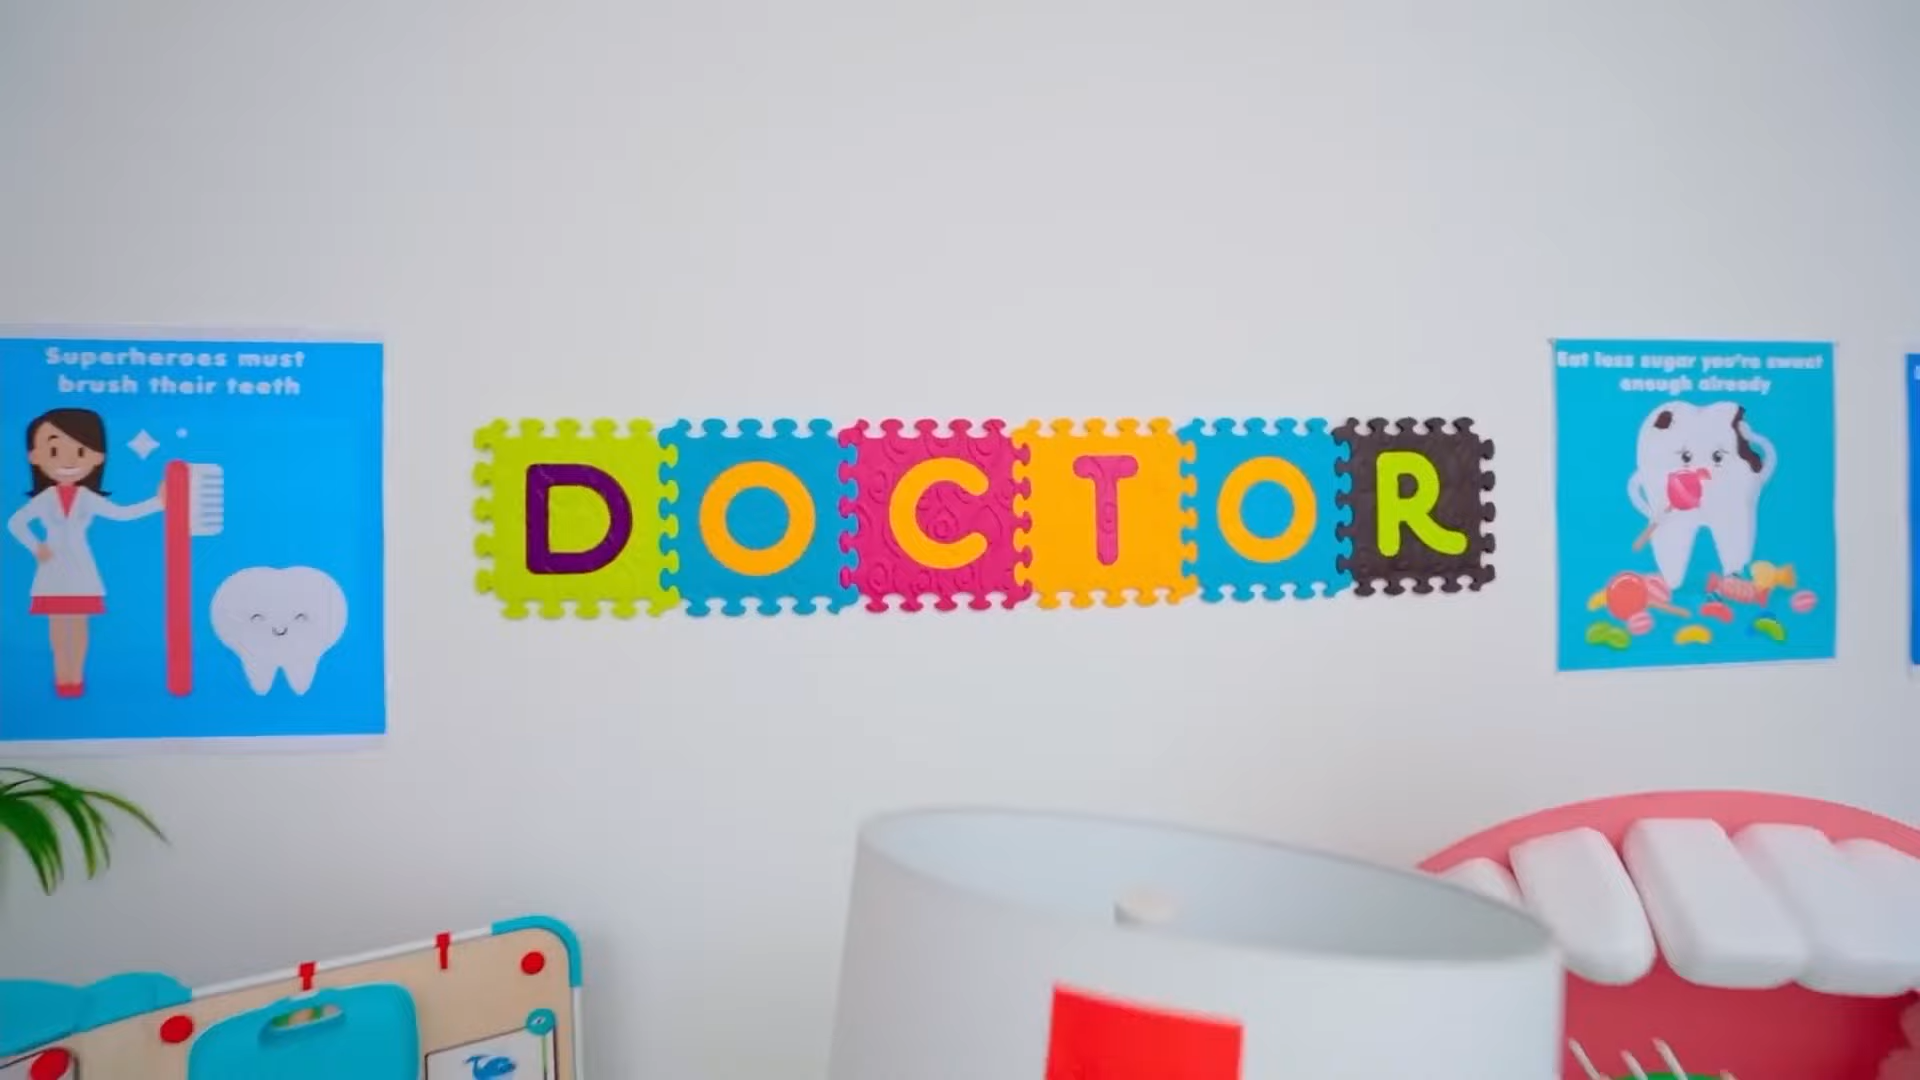 Superheroes must
brush their teeth
DOCTOR
Eat less sugar you're sweet
enough already